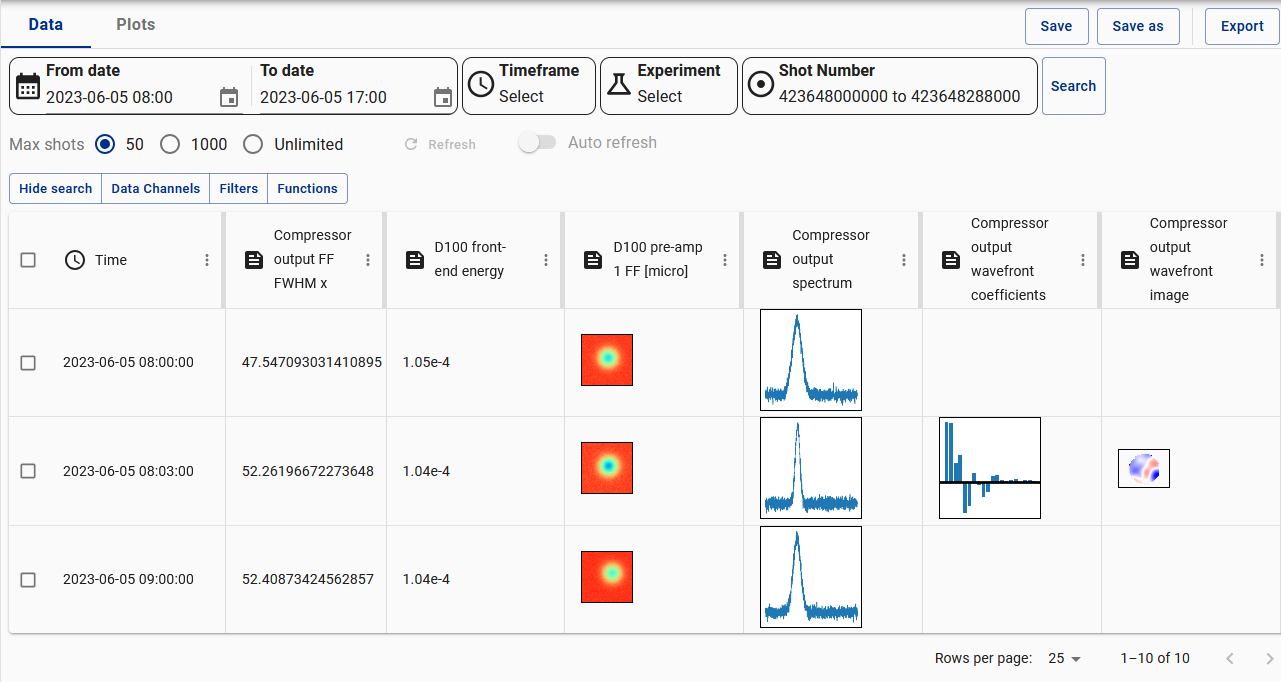 Data Plots Save Save as Export
From date To date Timeframe Experiment Shot Number
2023-06-05 08:00 2023-06-05 17:00 Select Select 423648000000 to 423648288000 Search
Max shots 50 1000 Unlimited Refresh Auto refresh
Hide search Data Channels Filters Functions
Time
Compressor
output FF
FWHM x
D100 front-
end energy
D100 pre-amp
1 FF [micro]
Compressor
output
spectrum
Compressor
output
wavefront
coefficients
Compressor
output
wavefront
image
2023-06-05 08:00:00 47.547093031410895 1.05e-4
2023-06-05 08:03:00 52.26196672273648 1.04e-4
2023-06-05 09:00:00 52.40873424562857 1.04e-4
Rows per page: 25 1–10 of 10